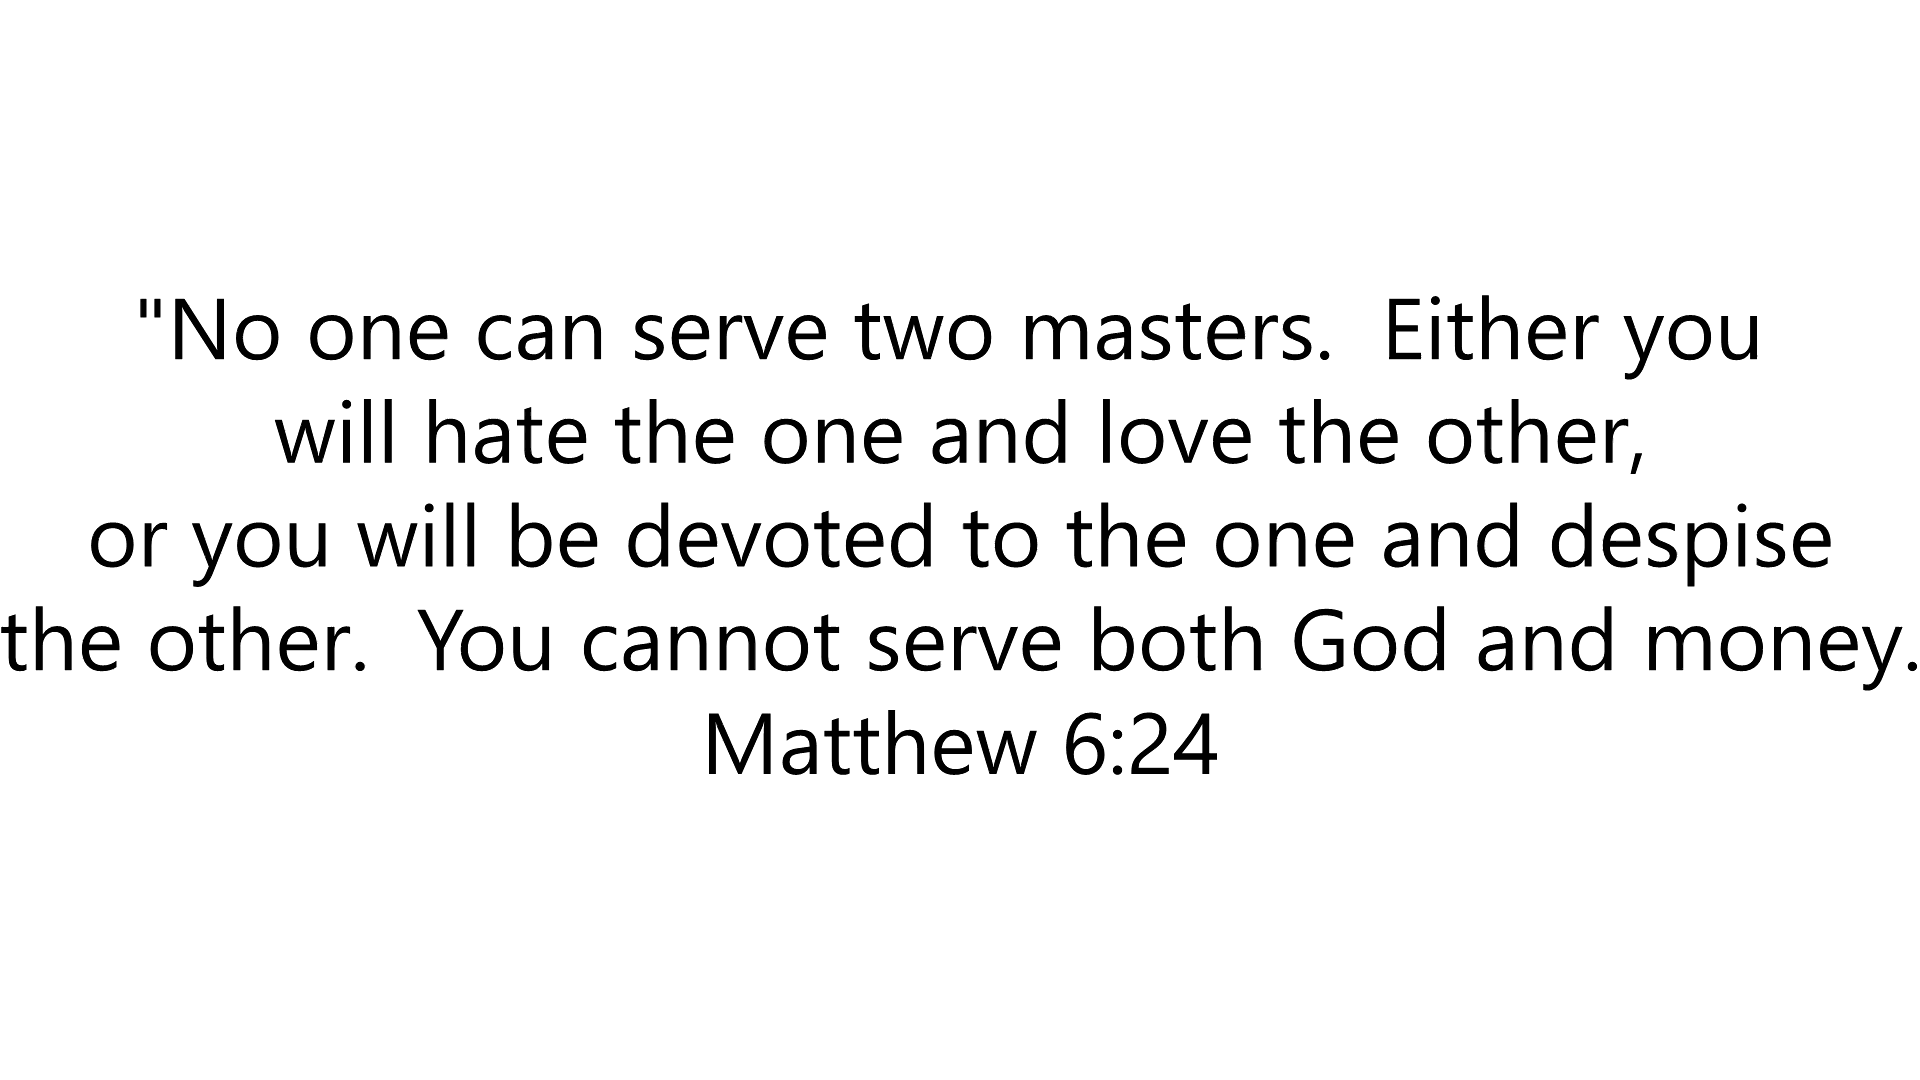 "No one can serve two masters.  Either you
will hate the one and love the other,
or you will be devoted to the one and despise
the other.  You cannot serve both God and money.
Matthew 6:24